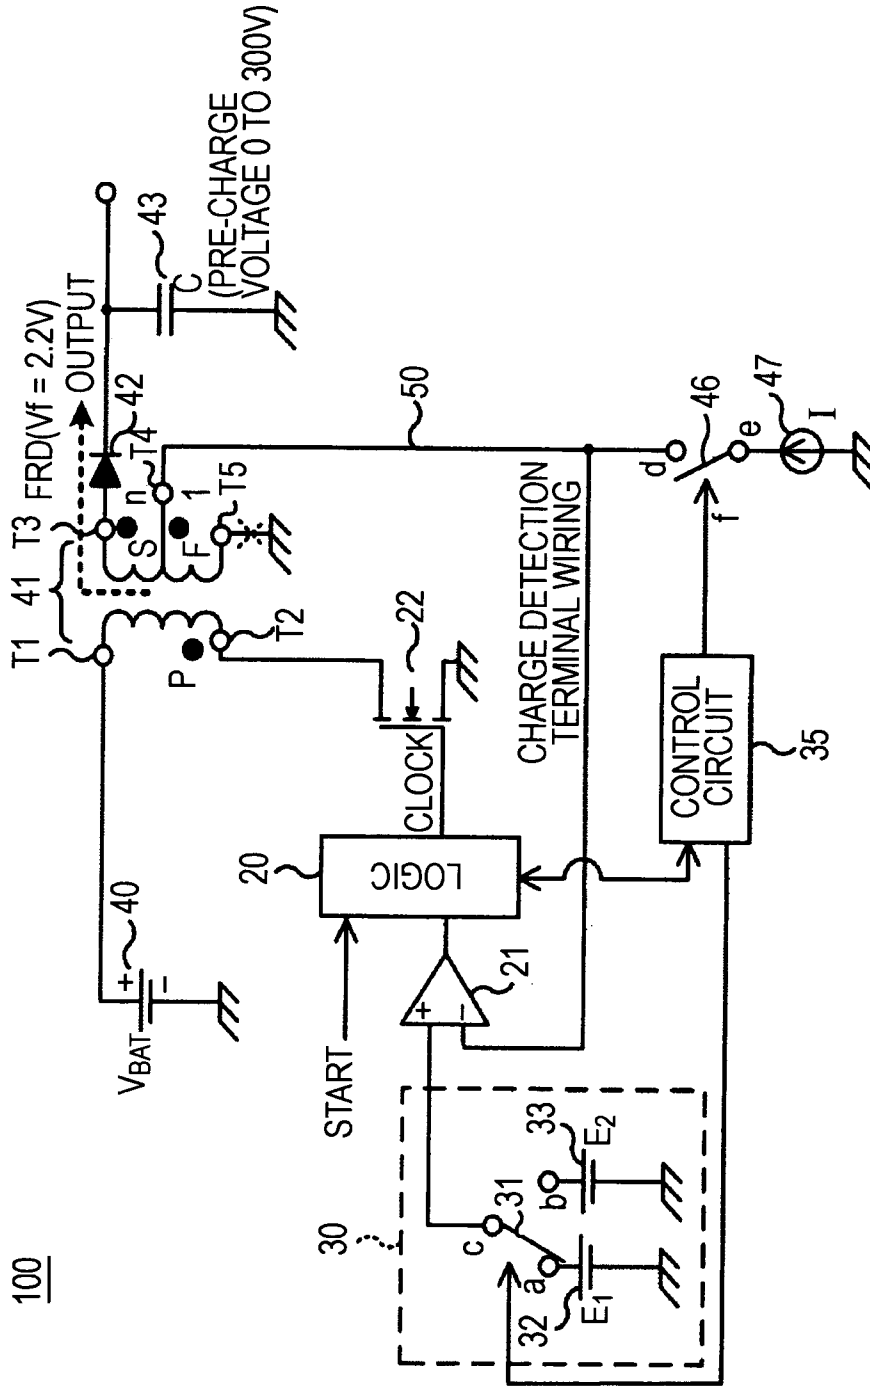 100
V_BAT
+
−
40
T1
41
T3
FRD(Vf = 2.2V)
OUTPUT
42
43
C
(PRE-CHARGE
VOLTAGE 0 TO 300V)
P
T2
S
n
T4
F
1
T5
50
22
CLOCK
START
20
LOGIC
21
+
−
CHARGE DETECTION
TERMINAL WIRING
30
c
31
a
b
32
E1
33
E2
CONTROL
CIRCUIT
35
d
46
e
f
47
I